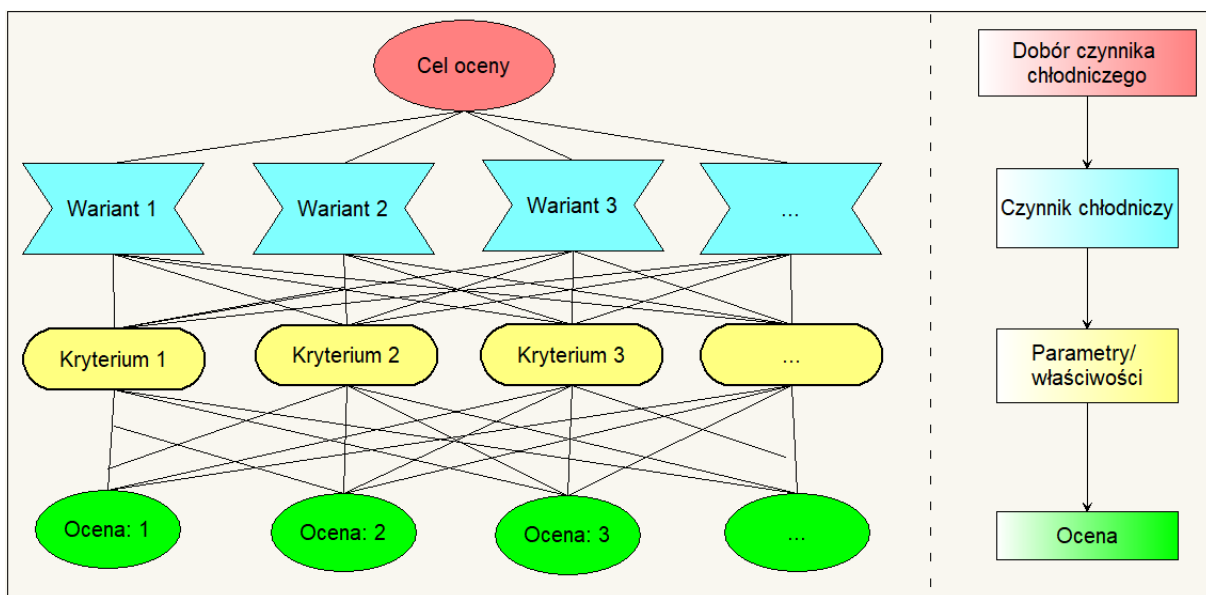 Cel oceny
Wariant 1
Wariant 2
Wariant 3
...
Kryterium 1
Kryterium 2
Kryterium 3
...
Ocena: 1
Ocena: 2
Ocena: 3
...
Dobór czynnika
chłodniczego
Czynnik chłodniczy
Parametry/
właściwości
Ocena